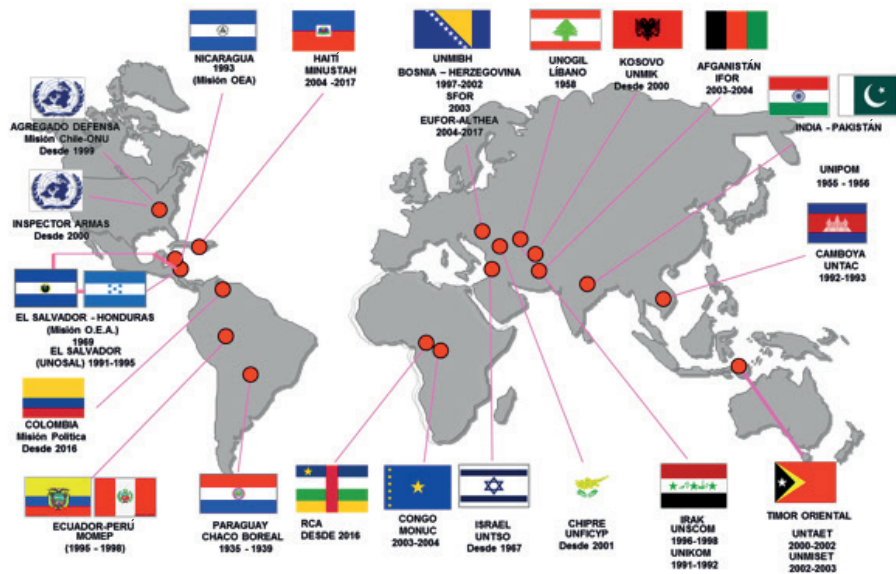 NICARAGUA
1993
(Misión OEA)
HAITÍ
MINUSTAH
2004 -2017
UNMIBH
BOSNIA – HERZEGOVINA
1997-2002
SFOR
2003
EUFOR-ALTHEA
2004-2017
UNOGIL
LÍBANO
1958
KOSOVO
UNMIK
Desde 2000
AFGANISTÁN
IFOR
2003-2004
INDIA - PAKISTÁN
UNIPOM
1955 - 1956
AGREGADO DEFENSA
Misión Chile-ONU
Desde 1999
INSPECTOR ARMAS
Desde 2000
CAMBOYA
UNTAC
1992-1993
EL SALVADOR - HONDURAS
(Misión O.E.A.)
1969
EL SALVADOR
(UNOSAL) 1991-1995
COLOMBIA
Misión Política
Desde 2016
ECUADOR-PERÚ
MOMEP
(1995 - 1998)
PARAGUAY
CHACO BOREAL
1935 - 1939
RCA
DESDE 2016
CONGO
MONUC
2003-2004
ISRAEL
UNTSO
Desde 1967
CHIPRE
UNFICYP
Desde 2001
IRAK
UNSCOM
1996-1998
UNIKOM
1991-1992
TIMOR ORIENTAL
UNTAET
2000-2002
UNMISET
2002-2003